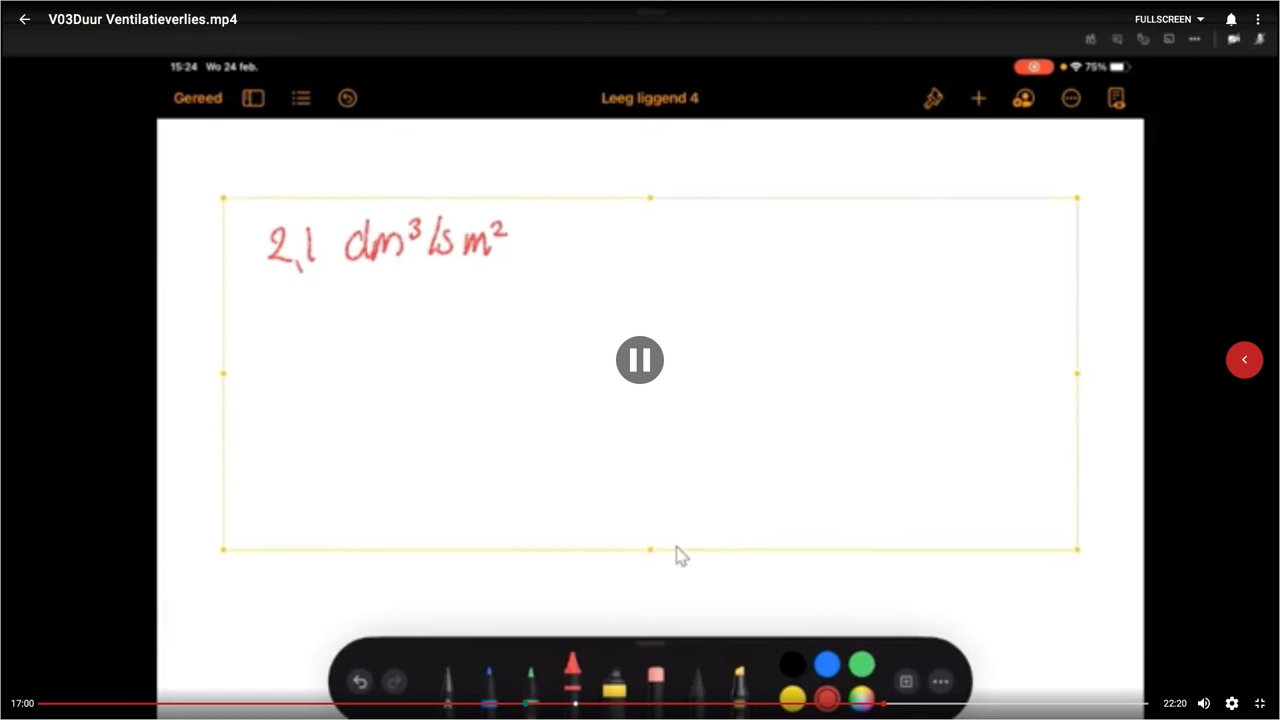 V03Duur Ventilatieverlies.mp4
FULLSCREEN
15:24 Wo 24 feb.
75%
Gereed
Leeg liggend 4
2,1 dm³/s m²
17:00
22:20